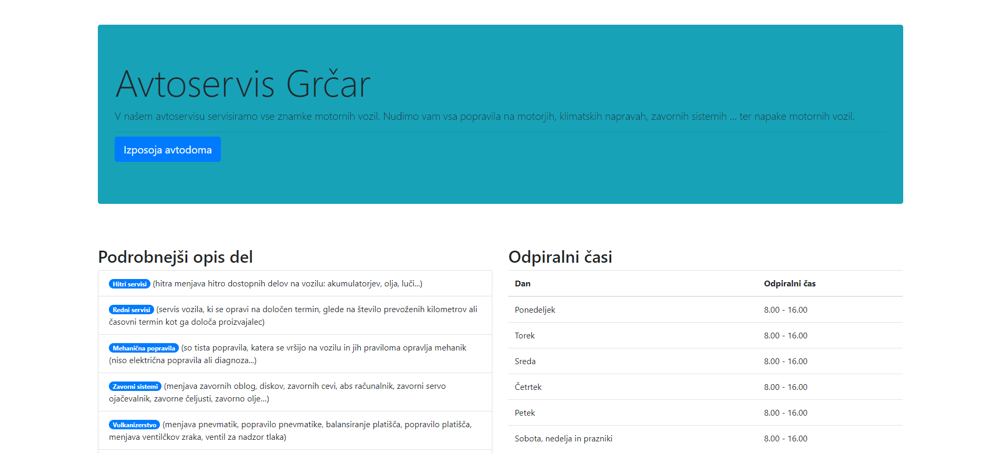 Avtoservis Grčar
V našem avtoservisu servisiramo vse znamke motornih vozil. Nudimo vam vsa popravila na motorjih, klimatskih napravah, zavornih sistemih ... ter napake motornih vozil.
Izposoja avtodoma
Podrobnejši opis del
Hitri servisi (hitra menjava hitro dostopnih delov na vozilu: akumulatorjev, olja, luči...)
Redni servisi (servis vozila, ki se opravi na določen termin, glede na število prevoženih kilometrov ali
časovni termin kot ga določa proizvajalec)
Mehanična popravila (so tista popravila, katera se vršijo na vozilu in jih praviloma opravlja mehanik
(niso električna popravila ali diagnoza...)
Zavorni sistemi (menjava zavornih oblog, diskov, zavornih cevi, abs računalnik, zavorni servo
ojačevalnik, zavorne čeljusti, zavorno olje...)
Vulkanizerstvo (menjava pnevmatik, popravilo pnevmatike, balansiranje platišča, popravilo platišča,
menjava ventilčkov zraka, ventil za nadzor tlaka)
Odpiralni časi
Dan Odpiralni čas
Ponedeljek 8.00 - 16.00
Torek 8.00 - 16.00
Sreda 8.00 - 16.00
Četrtek 8.00 - 16.00
Petek 8.00 - 16.00
Sobota, nedelja in prazniki 8.00 - 16.00